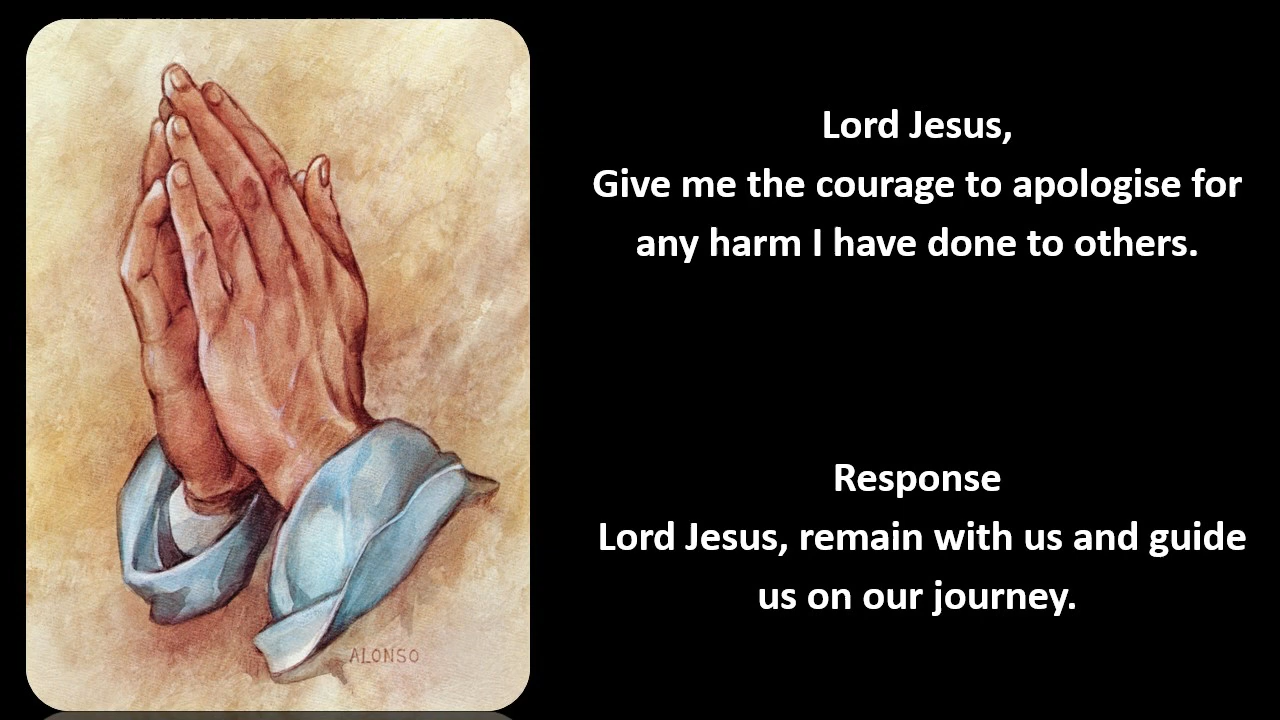 Lord Jesus,
Give me the courage to apologise for
any harm I have done to others.
Response
Lord Jesus, remain with us and guide
us on our journey.
ALONSO